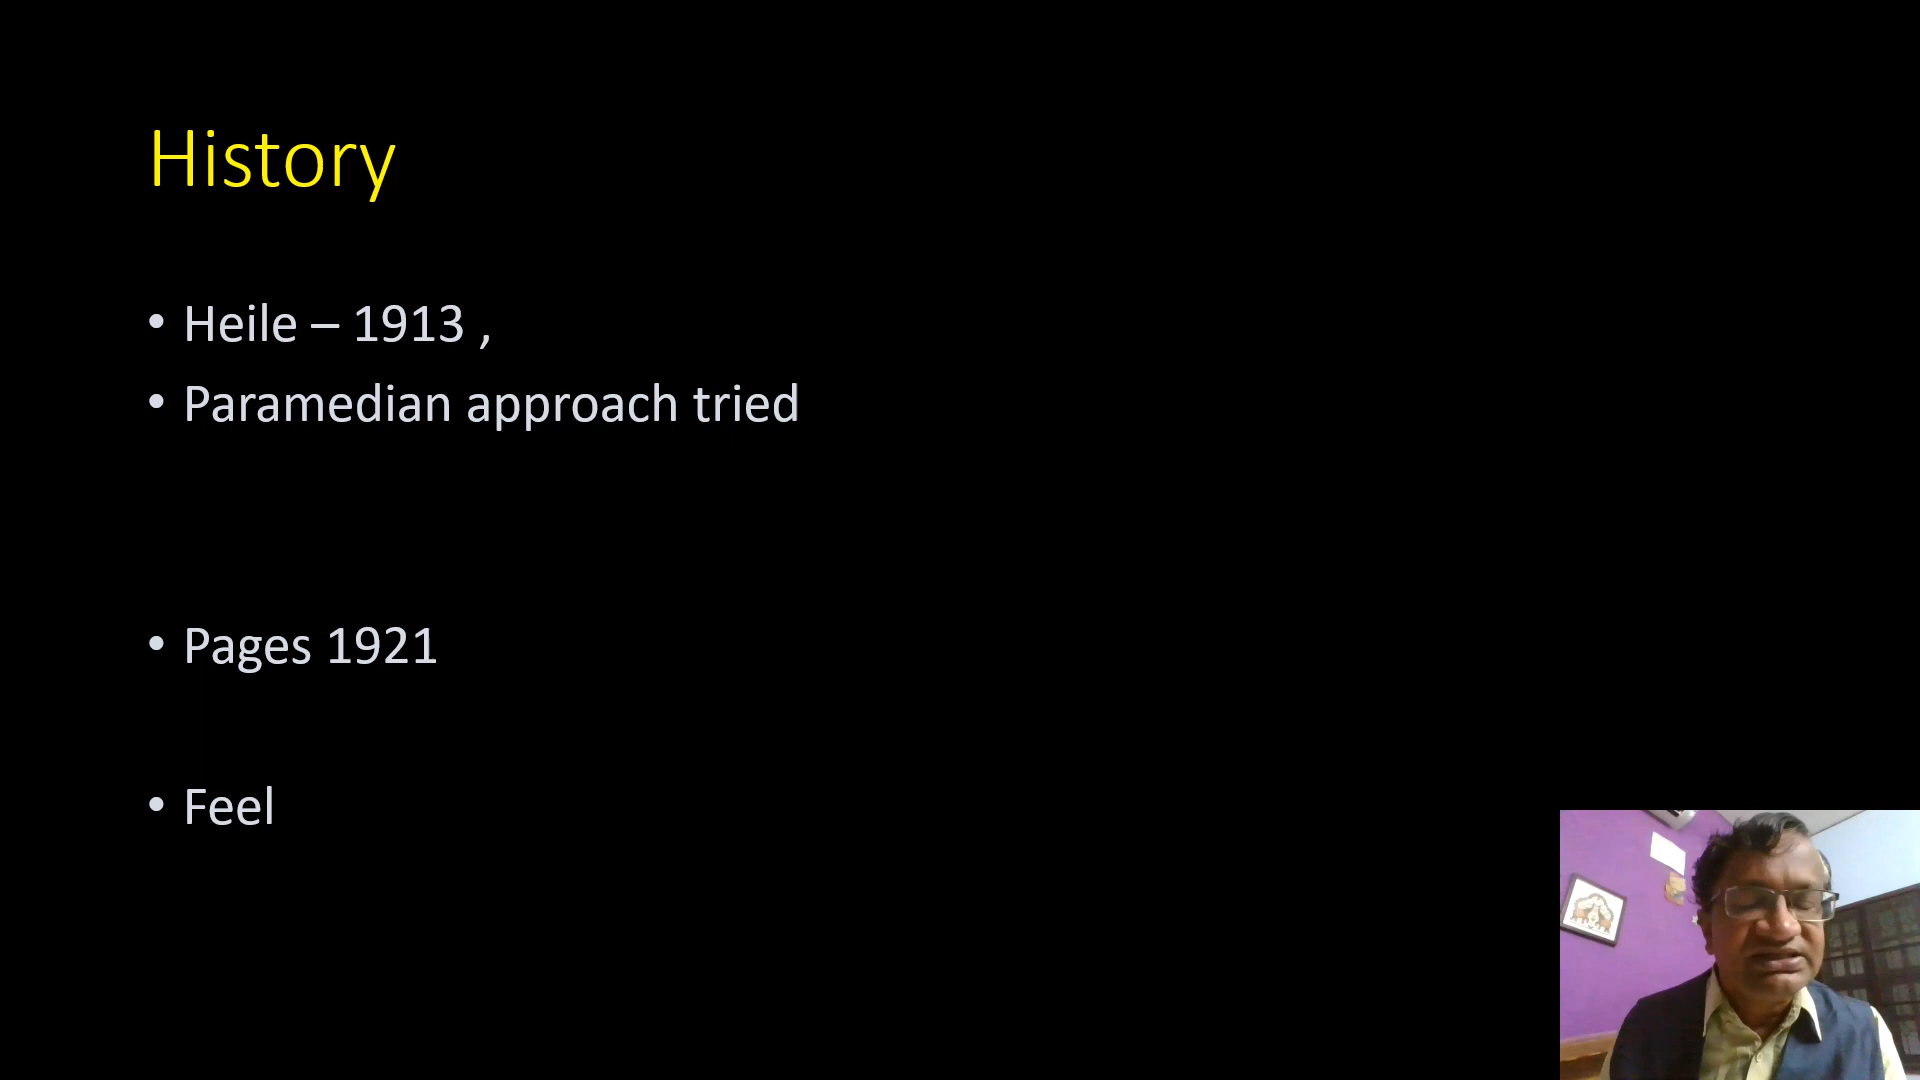 History
• Heile – 1913 ,
• Paramedian approach tried
• Pages 1921
• Feel